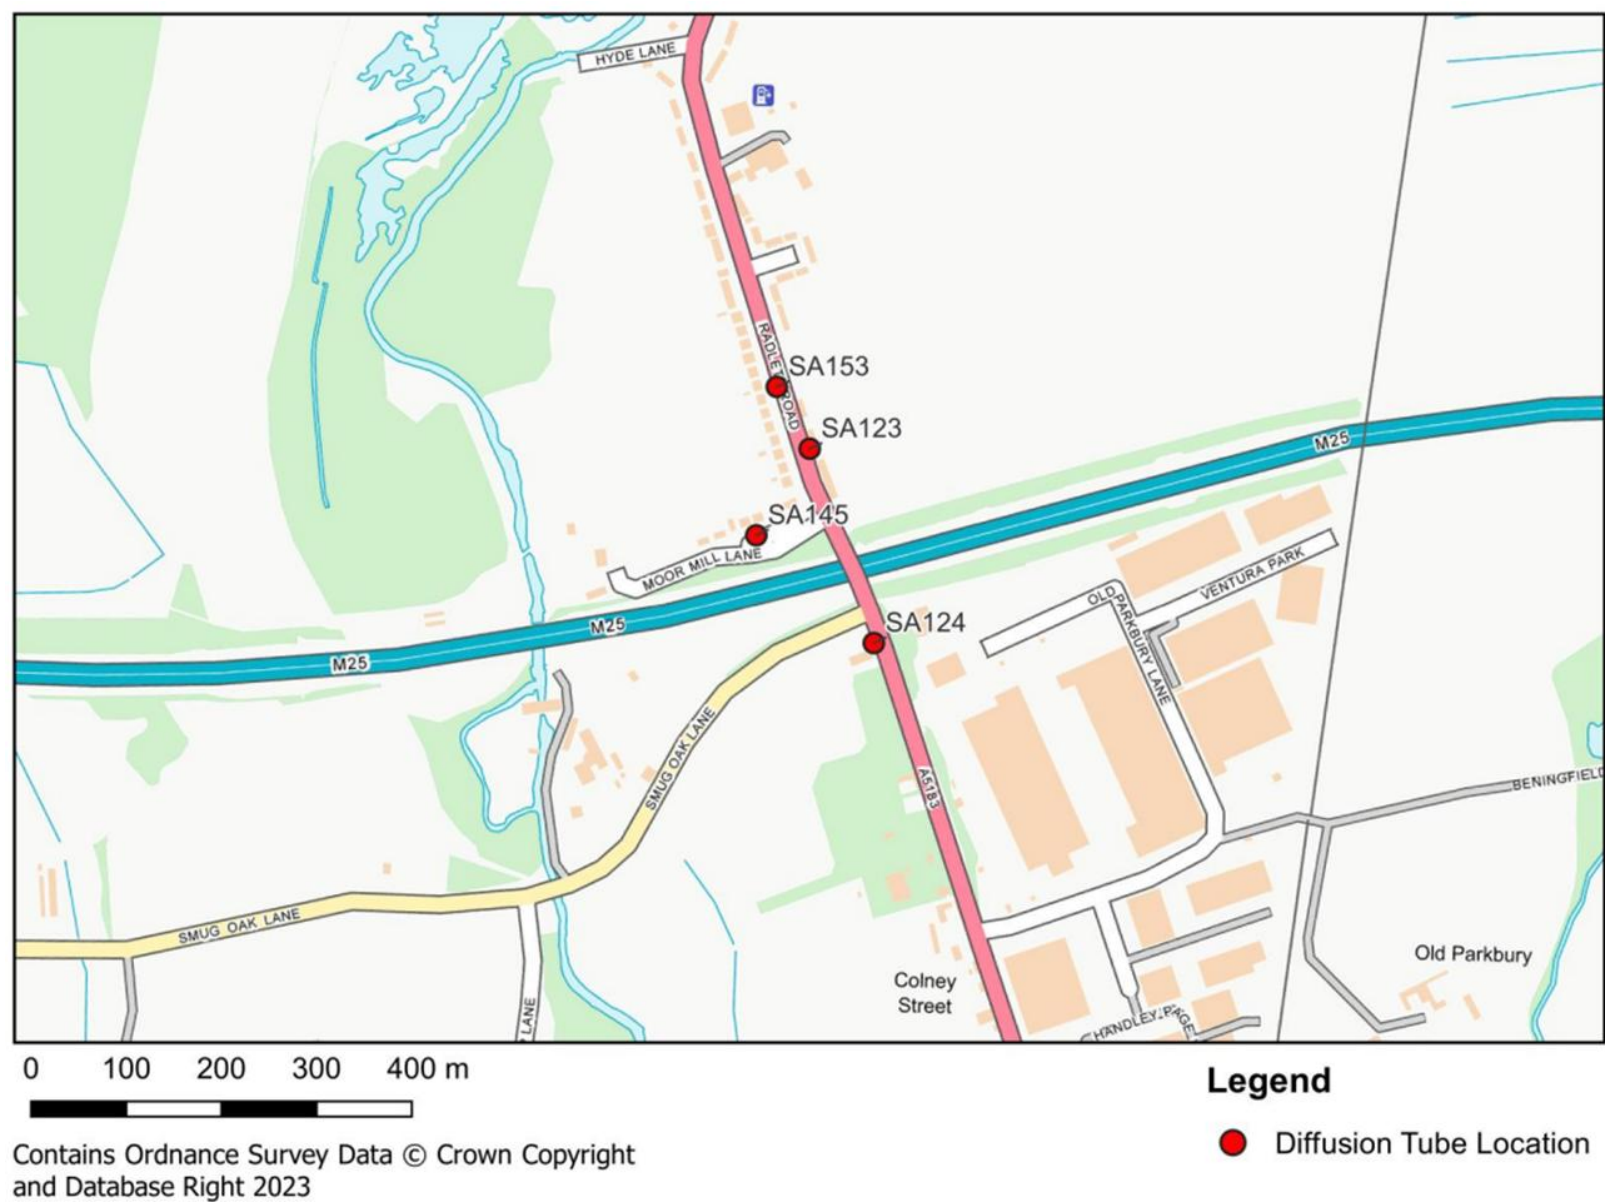 HYDE LANE
RADLETT ROAD
SA153
SA123
M25
SA145
MOOR MILL LANE
VENTURA PARK
OLD PARKBURY LANE
SA124
M25
M25
SMUG OAK LANE
A5183
BENINGFIELD
SMUG OAK LANE
Old Parkbury
Colney
Street
LANE
HANDLEY PAGE
0 100 200 300 400 m
Legend
Diffusion Tube Location
Contains Ordnance Survey Data © Crown Copyright
and Database Right 2023